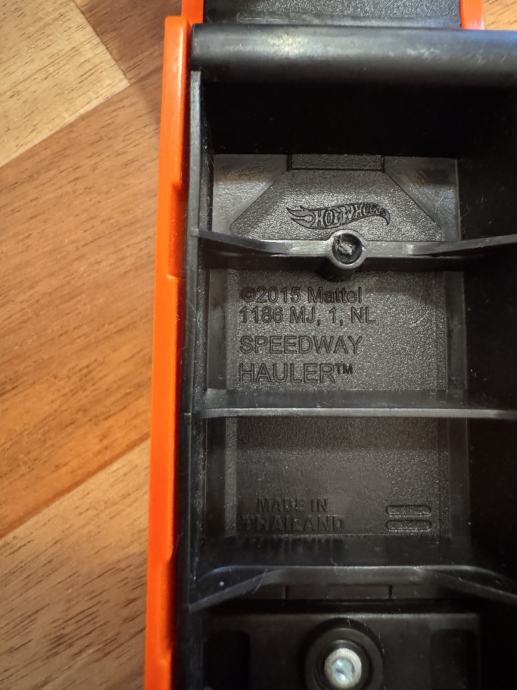 HOT WHEELS
©2015 Mattel
1186 MJ, 1, NL
SPEEDWAY
HAULER™
MADE IN
THAILAND